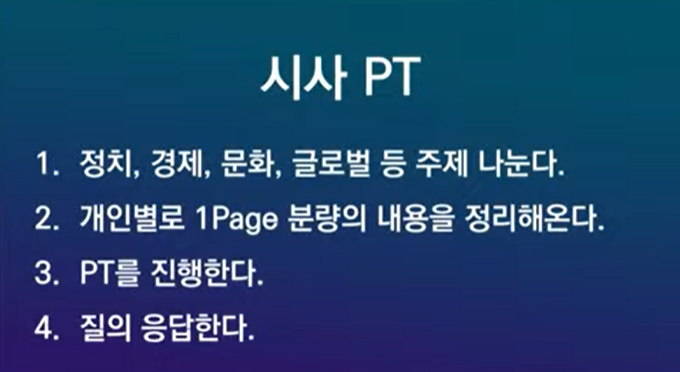 시사 PT
1. 정치, 경제, 문화, 글로벌 등 주제 나눈다.
2. 개인별로 1Page 분량의 내용을 정리해온다.
3. PT를 진행한다.
4. 질의 응답한다.